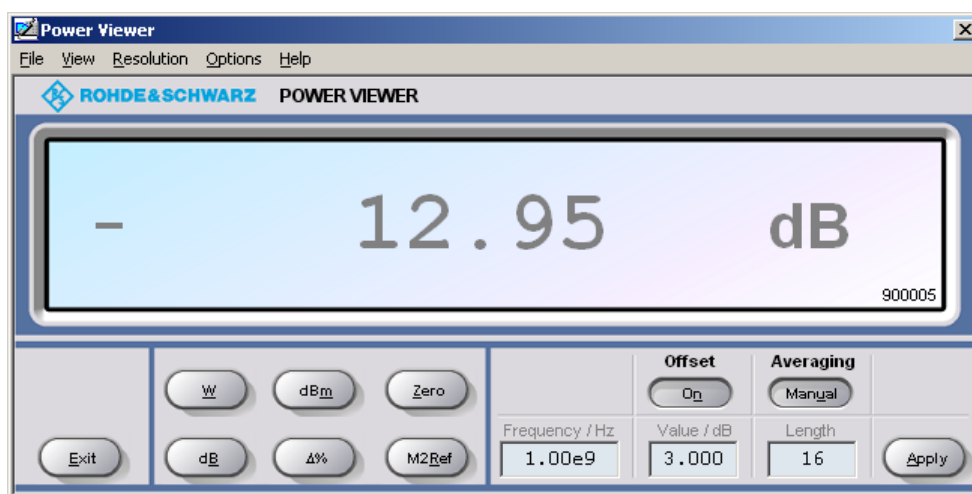 Power Viewer
File View Resolution Options Help
ROHDE&SCHWARZ POWER VIEWER
- 12.95 dB
900005
Offset Averaging
W dBm Zero On Manual
Frequency / Hz Value / dB Length
Exit dB Δ% M2Ref 1.00e9 3.000 16 Apply